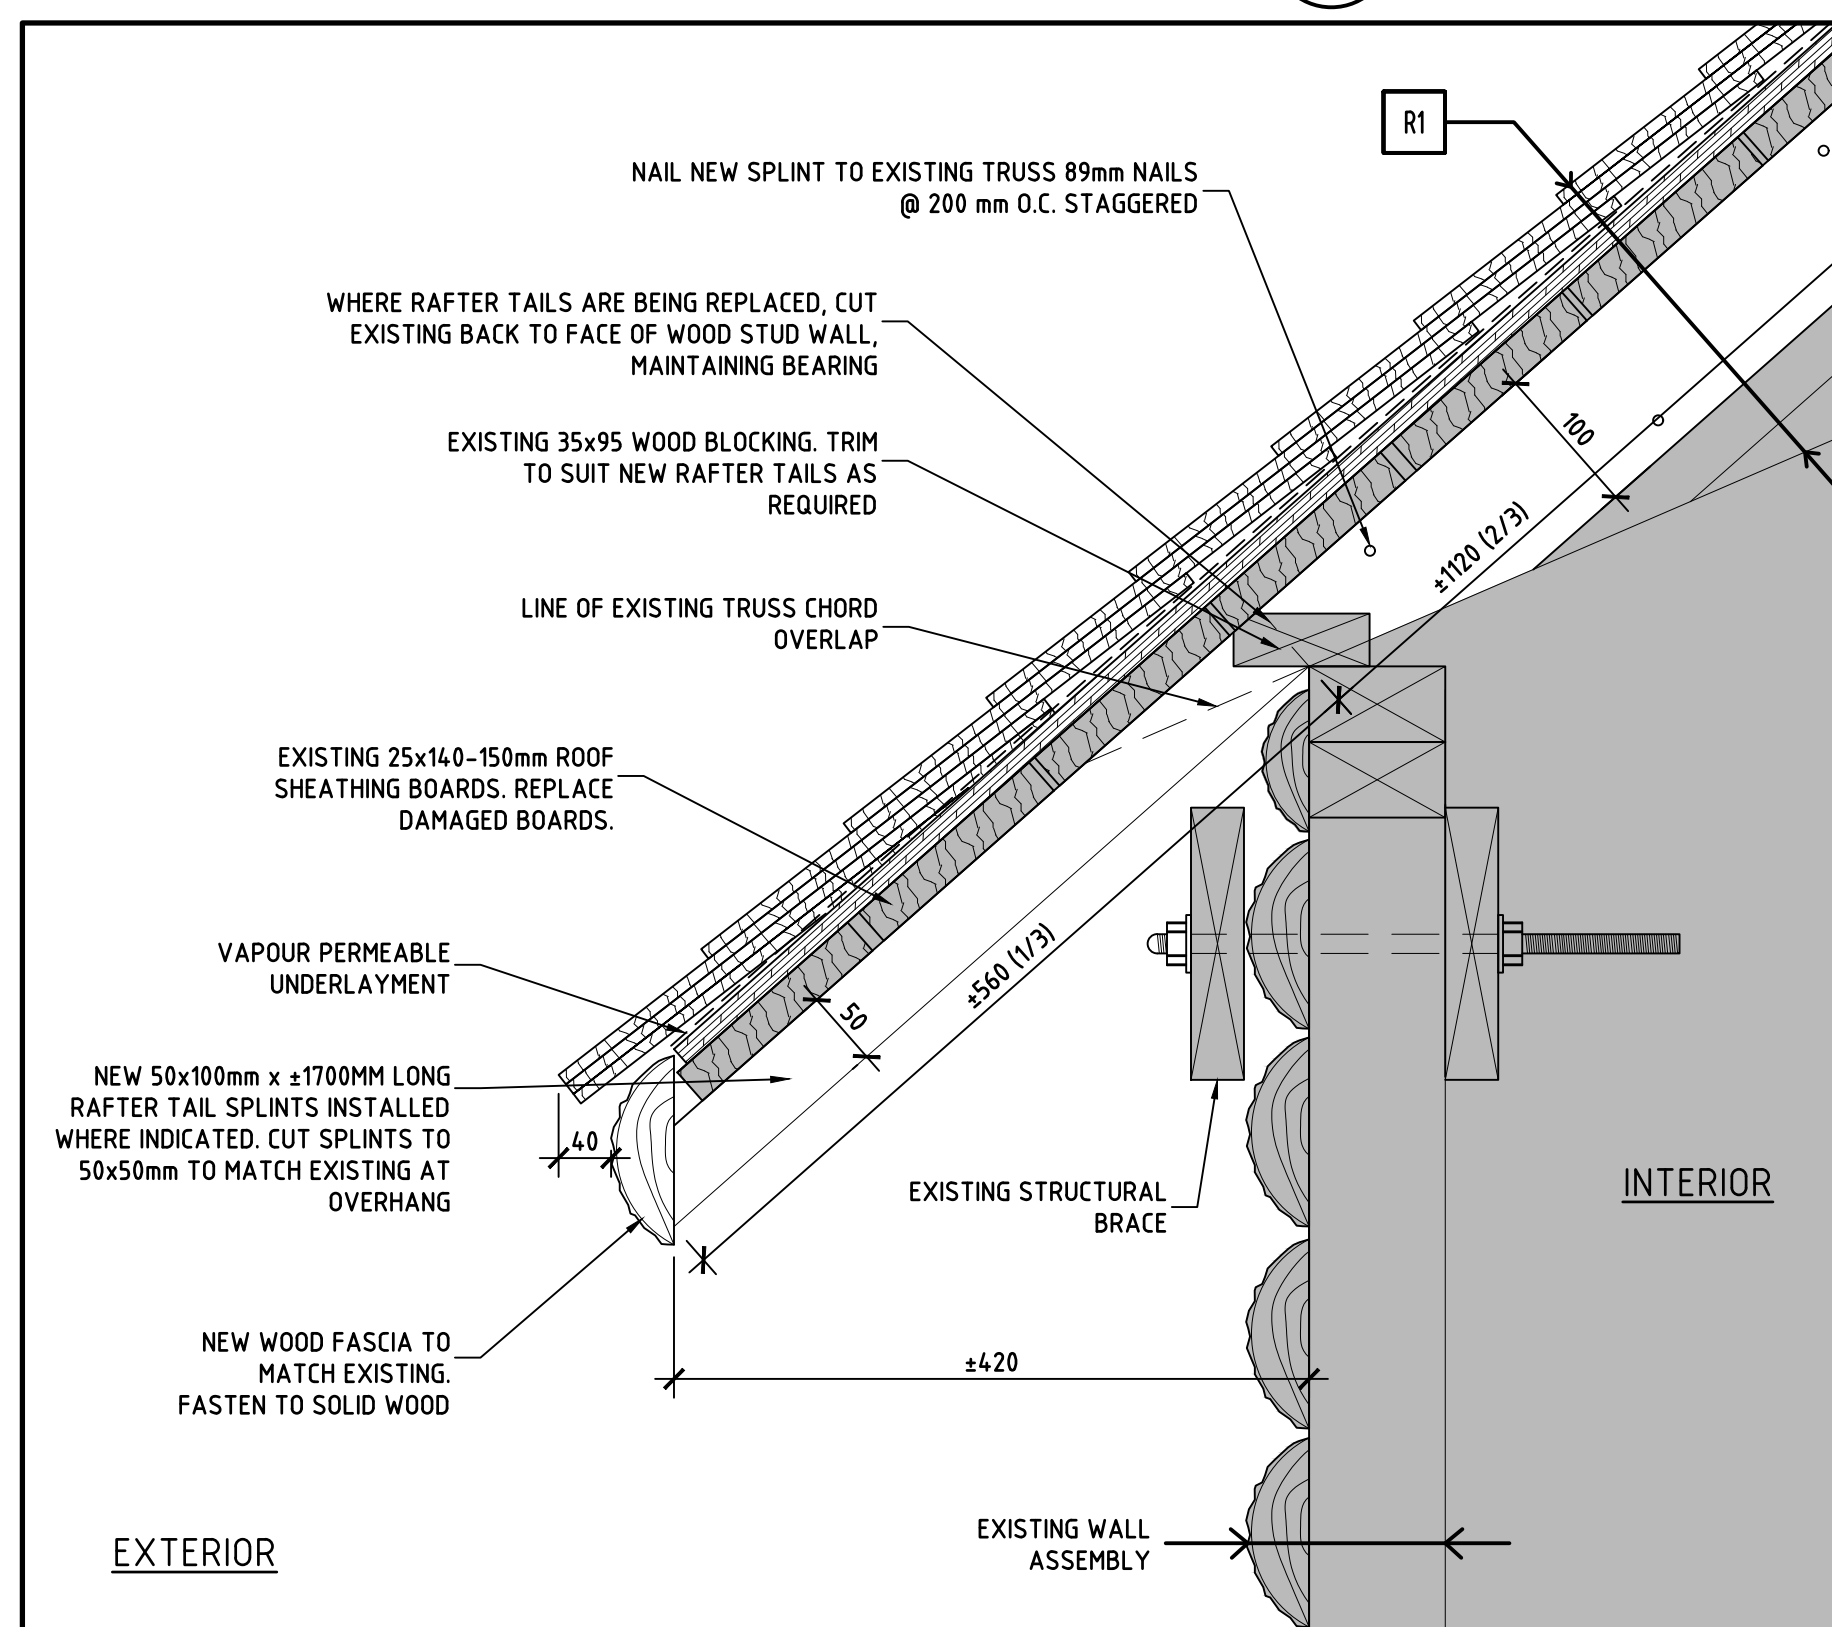 R1
NAIL NEW SPLINT TO EXISTING TRUSS 89mm NAILS
@ 200 mm O.C. STAGGERED
WHERE RAFTER TAILS ARE BEING REPLACED, CUT
EXISTING BACK TO FACE OF WOOD STUD WALL,
MAINTAINING BEARING
EXISTING 35x95 WOOD BLOCKING. TRIM
TO SUIT NEW RAFTER TAILS AS
REQUIRED
100
±1120 (2/3)
LINE OF EXISTING TRUSS CHORD
OVERLAP
EXISTING 25x140-150mm ROOF
SHEATHING BOARDS. REPLACE
DAMAGED BOARDS.
VAPOUR PERMEABLE
UNDERLAYMENT
±560 (1/3)
50
NEW 50x100mm x ±1700MM LONG
RAFTER TAIL SPLINTS INSTALLED
WHERE INDICATED. CUT SPLINTS TO
50x50mm TO MATCH EXISTING AT
OVERHANG
40
EXISTING STRUCTURAL
BRACE
INTERIOR
NEW WOOD FASCIA TO
MATCH EXISTING.
FASTEN TO SOLID WOOD
±420
EXISTING WALL
ASSEMBLY
EXTERIOR